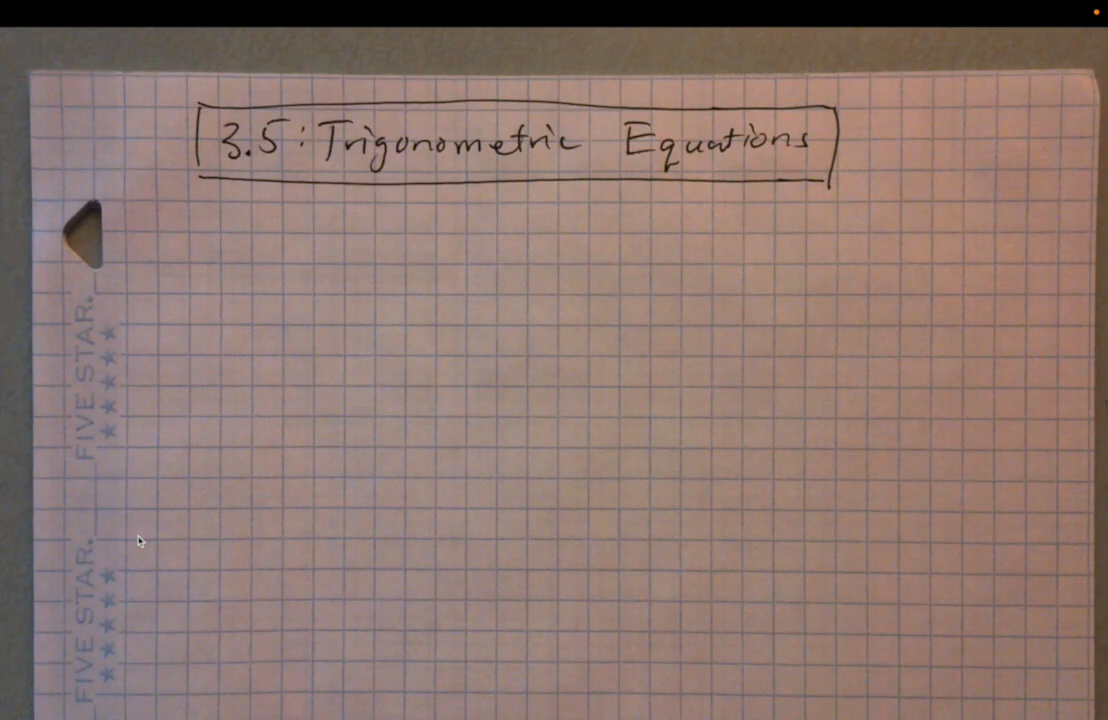 3.5: Trigonometric Equations
FIVE STAR.
★★★★★
FIVE STAR.
★★★★★